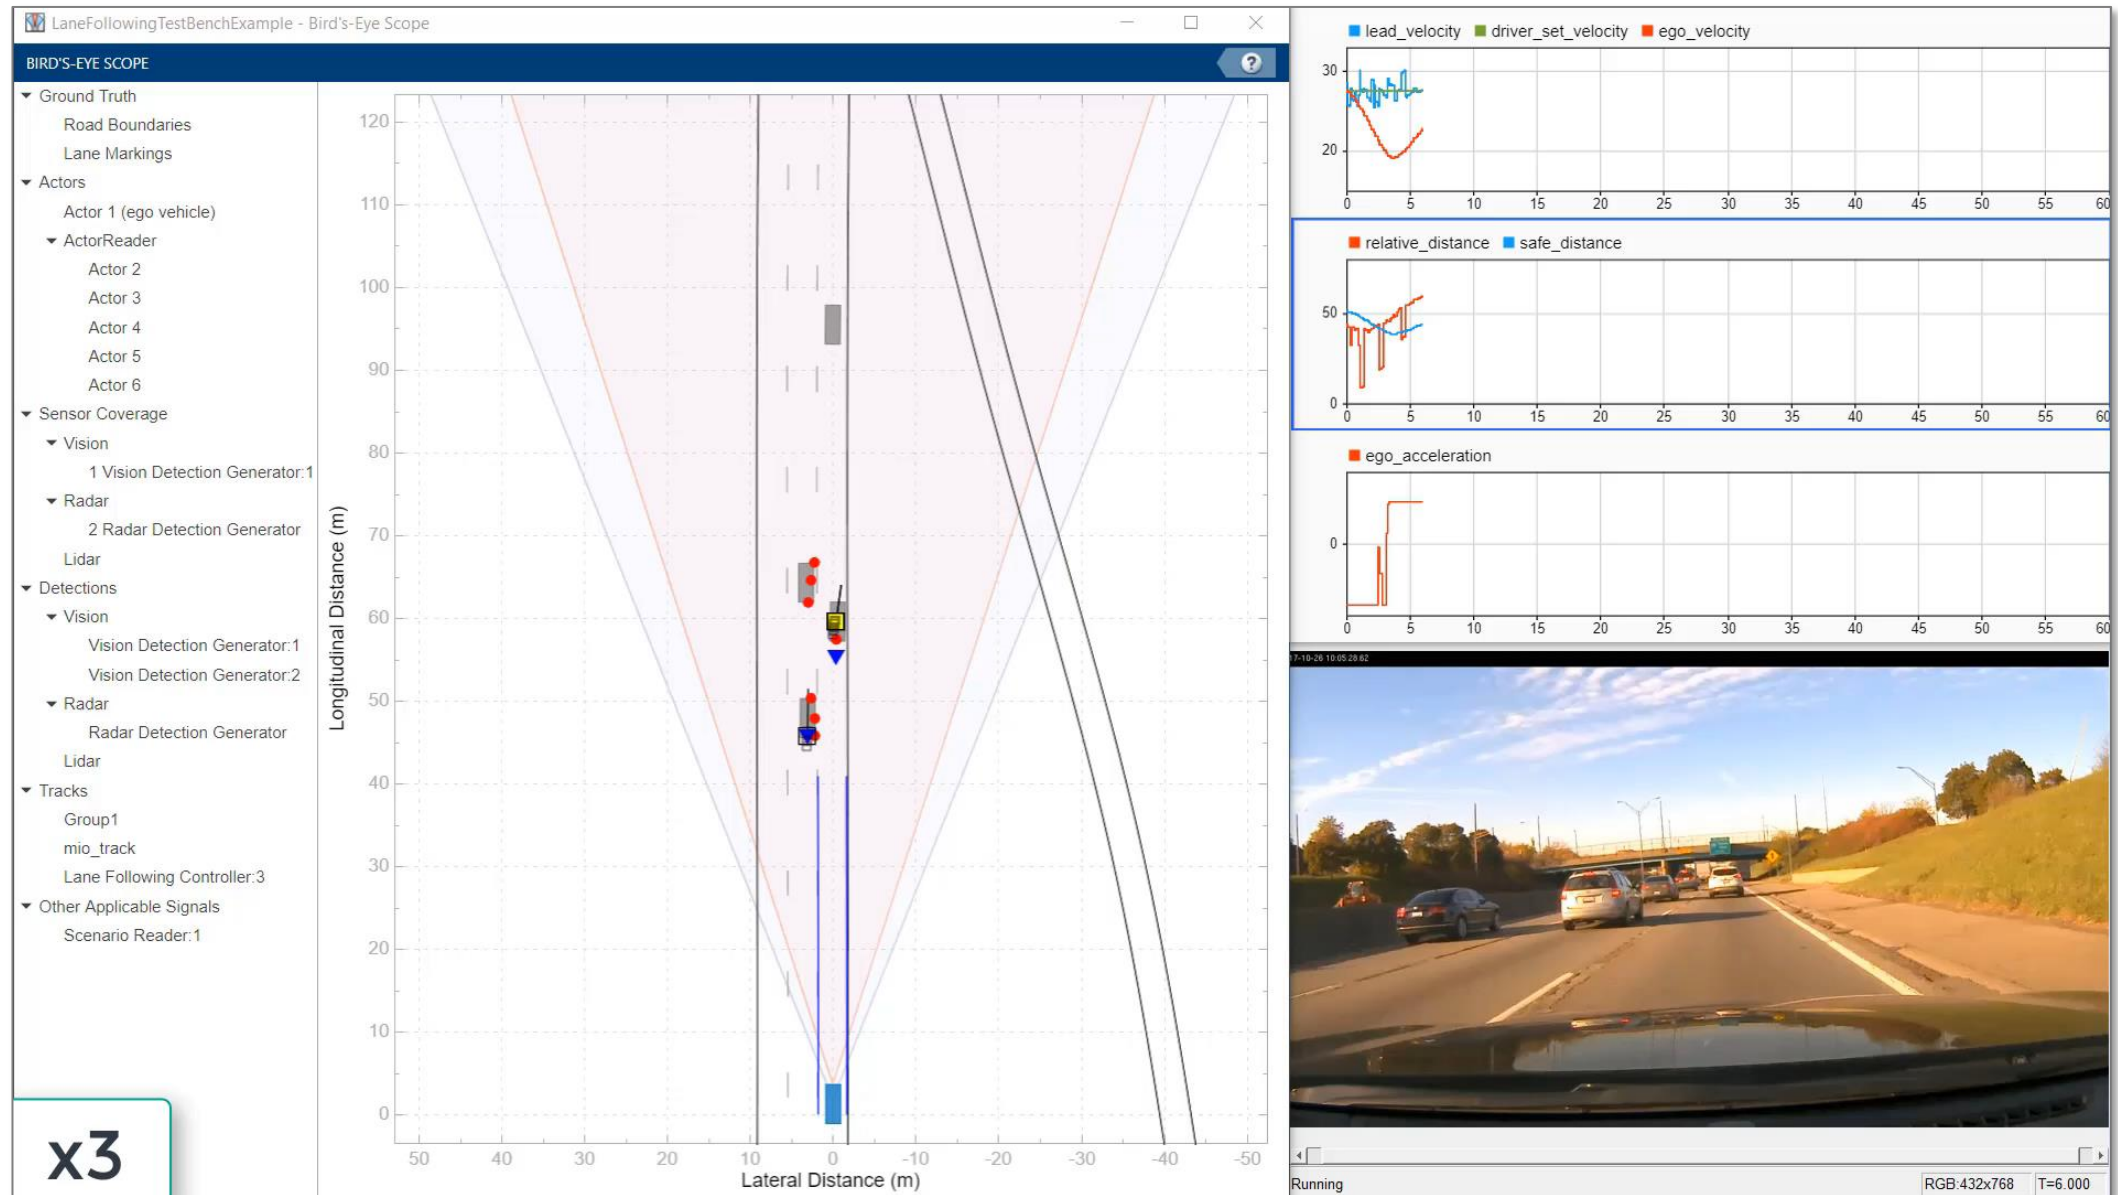 LaneFollowingTestBenchExample - Bird's-Eye Scope
BIRD'S-EYE SCOPE
?
Ground Truth
Road Boundaries
Lane Markings
Actors
Actor 1 (ego vehicle)
ActorReader
Actor 2
Actor 3
Actor 4
Actor 5
Actor 6
Sensor Coverage
Vision
1 Vision Detection Generator:1
Radar
2 Radar Detection Generator
Lidar
Detections
Vision
Vision Detection Generator:1
Vision Detection Generator:2
Radar
Radar Detection Generator
Lidar
Tracks
Group1
mio_track
Lane Following Controller:3
Other Applicable Signals
Scenario Reader:1
x3
Longitudinal Distance (m)
120
110
100
90
80
70
60
50
40
30
20
10
0
50 40 30 20 10 0 -10 -20 -30 -40 -50
Lateral Distance (m)
lead_velocity driver_set_velocity ego_velocity
30
20
0 5 10 15 20 25 30 35 40 45 50 55 60
relative_distance safe_distance
50
0
0 5 10 15 20 25 30 35 40 45 50 55 60
ego_acceleration
0
0 5 10 15 20 25 30 35 40 45 50 55 60
17-10-26 10:05:28.62
Running RGB:432x768 T=6.000